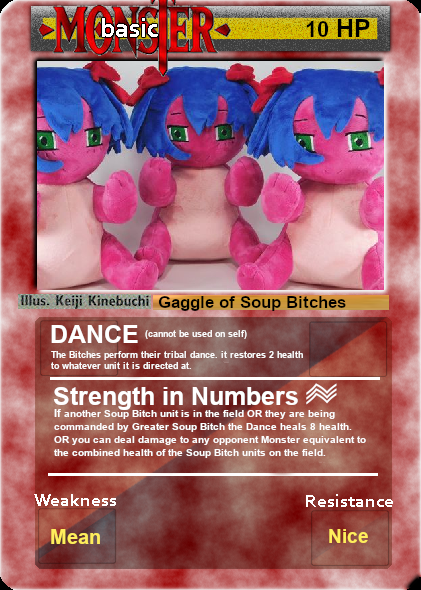 MONSTER
basic
10 HP
Illus. Keiji Kinebuchi
Gaggle of Soup Bitches
DANCE (cannot be used on self)
The Bitches perform their tribal dance. it restores 2 health
to whatever unit it is directed at.
Strength in Numbers
If another Soup Bitch unit is in the field OR they are being
commanded by Greater Soup Bitch the Dance heals 8 health.
OR you can deal damage to any opponent Monster equivalent to
the combined health of the Soup Bitch units on the field.
Weakness
Resistance
Mean
Nice